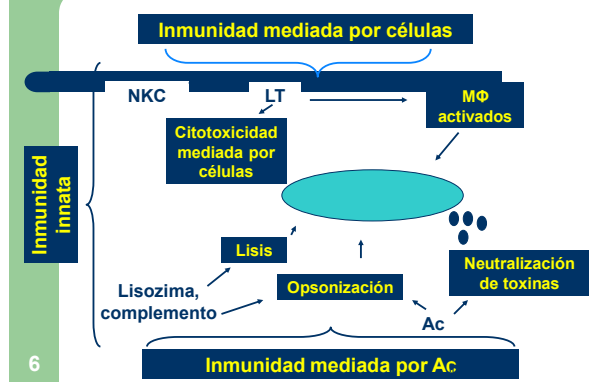 Inmunidad mediada por células
NKC
LT
MΦ
activados
Citotoxicidad
mediada por
células
Inmunidad
innata
Lisis
Lisozima,
complemento
Opsonización
Neutralización
de toxinas
Ac
Inmunidad mediada por Ac
6